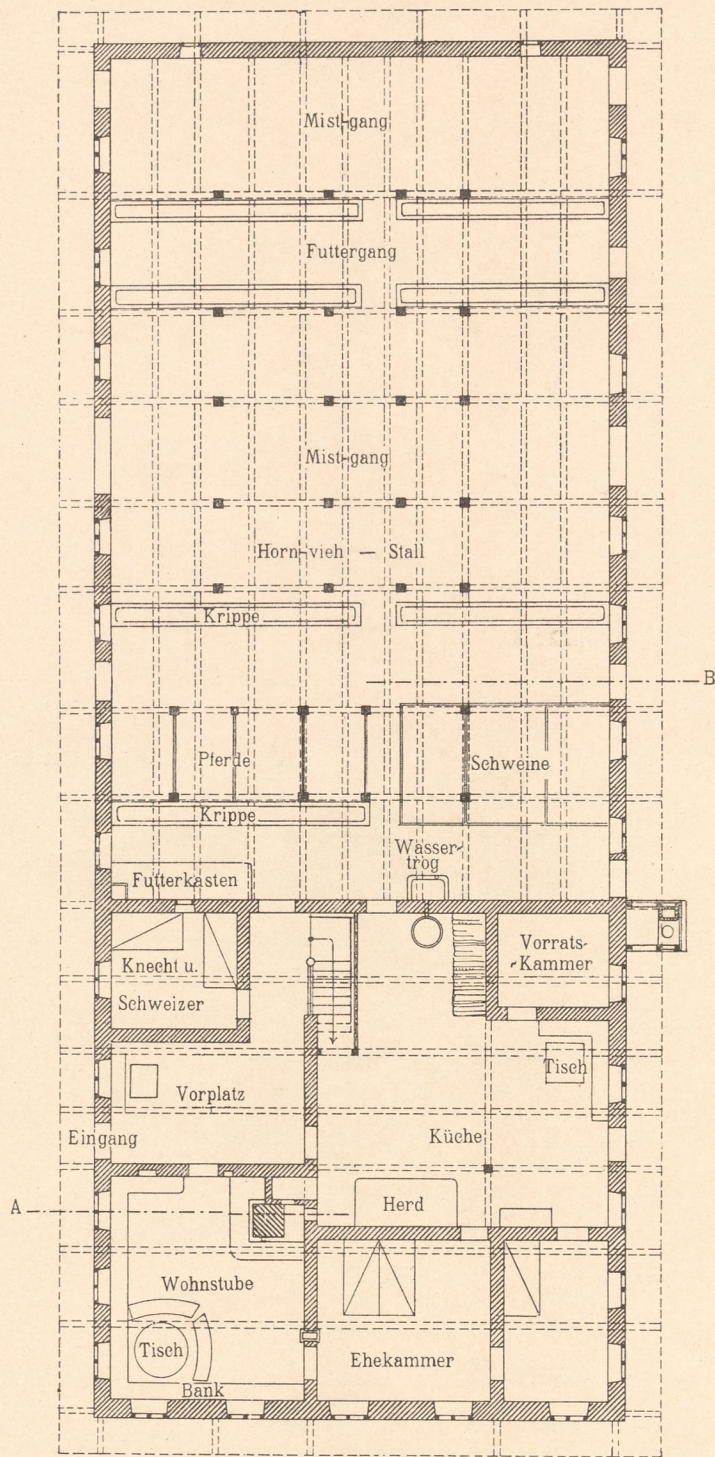 Mist-gang
Futtergang
Mist-gang
Horn-vieh — Stall
Krippe
B
Pferde
Schweine
Krippe
Wasser-
trog
Futterkasten
Knecht u.
Schweizer
Vorrats-
-Kammer
Tisch
Vorplatz
Eingang
Küche
A
Herd
Wohnstube
Tisch
Ehekammer
Bank